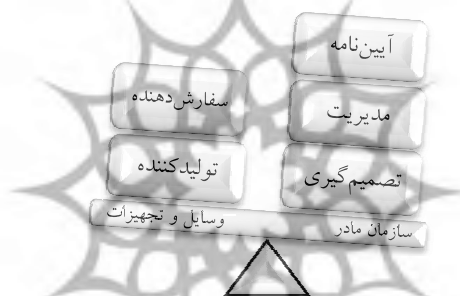 آیین‌نامه
مدیریت
سفارش‌دهنده
تصمیم‌گیری
تولیدکننده
سازمان مادر
وسایل و تجهیزات